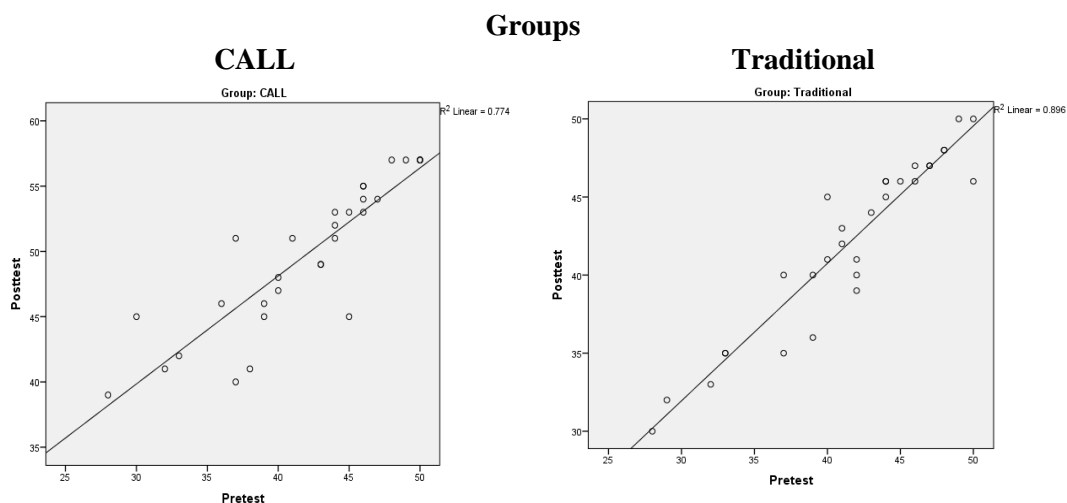 Groups
CALL
Traditional
Group: CALL
R² Linear = 0.774
60
55
50
45
40
35
Posttest
25
30
35
40
45
50
Pretest
Group: Traditional
R² Linear = 0.896
50
45
40
35
30
Posttest
25
30
35
40
45
50
Pretest